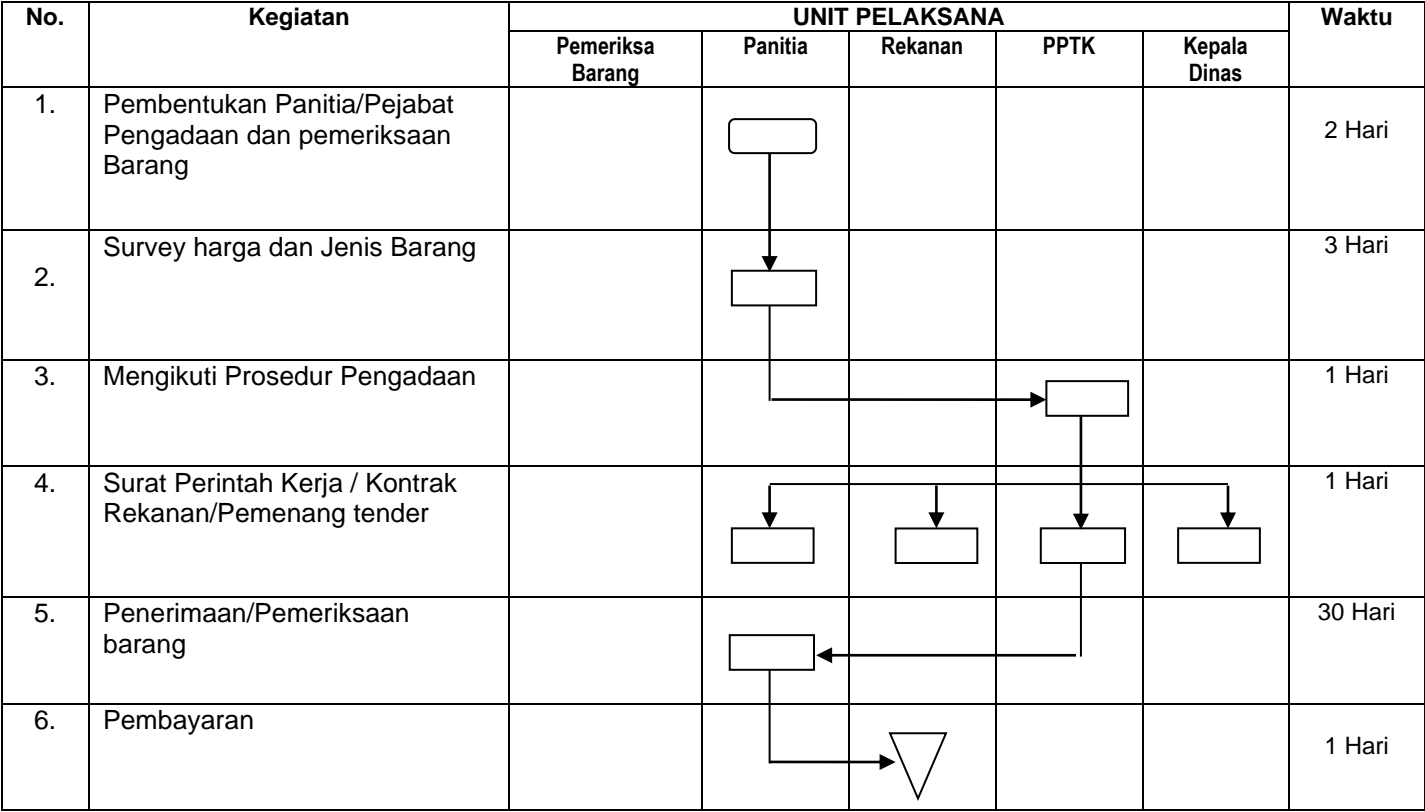 No. Kegiatan UNIT PELAKSANA Waktu
Pemeriksa Barang Panitia Rekanan PPTK Kepala Dinas
1. Pembentukan Panitia/Pejabat
Pengadaan dan pemeriksaan
Barang
2 Hari
2. Survey harga dan Jenis Barang 3 Hari
3. Mengikuti Prosedur Pengadaan 1 Hari
4. Surat Perintah Kerja / Kontrak 1 Hari
Rekanan/Pemenang tender
5. Penerimaan/Pemeriksaan 30 Hari
barang
6. Pembayaran
1 Hari